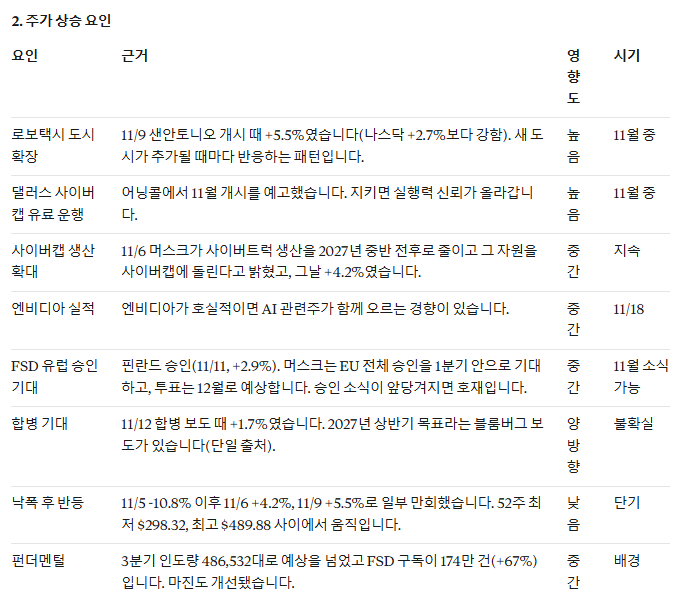 2. 주가 상승 요인
요인 근거 영향도 시기
로보택시 도시 확장 11/9 샌안토니오 개시 때 +5.5%였습니다(나스닥 +2.7%보다 강함). 새 도시가 추가될 때마다 반응하는 패턴입니다. 높음 11월 중
댈러스 사이버캡 유료 운행 어닝콜에서 11월 개시를 예고했습니다. 지키면 실행력 신뢰가 올라갑니다. 높음 11월 중
사이버캡 생산 확대 11/6 머스크가 사이버트럭 생산을 2027년 중반 전후로 줄이고 그 자원을 사이버캡에 돌린다고 밝혔고, 그날 +4.2%였습니다. 중간 지속
엔비디아 실적 엔비디아가 호실적이면 AI 관련주가 함께 오르는 경향이 있습니다. 중간 11/18
FSD 유럽 승인 기대 핀란드 승인(11/11, +2.9%). 머스크는 EU 전체 승인을 1분기 안으로 기대하고, 투표는 12월로 예상합니다. 승인 소식이 앞당겨지면 호재입니다. 중간 11월 소식 가능
합병 기대 11/12 합병 보도 때 +1.7%였습니다. 2027년 상반기 목표라는 블룸버그 보도가 있습니다(단일 출처). 양방향 불확실
낙폭 후 반등 11/5 -10.8% 이후 11/6 +4.2%, 11/9 +5.5%로 일부 만회했습니다. 52주 최저 $298.32, 최고 $489.88 사이에서 움직입니다. 낮음 단기
펀더멘털 3분기 인도량 486,532대로 예상을 넘었고 FSD 구독이 174만 건(+67%)입니다. 마진도 개선됐습니다. 중간 배경